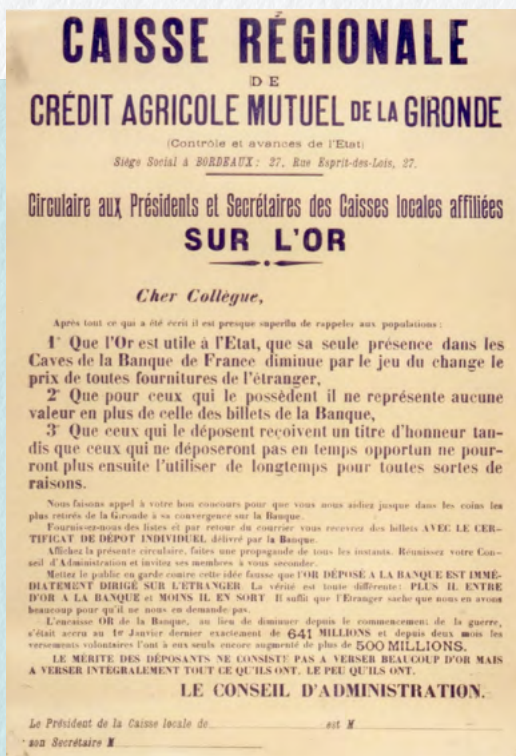 CAISSE RÉGIONALE
DE
CRÉDIT AGRICOLE MUTUEL DE LA GIRONDE
(Contrôle et avances de l'Etat)
Siège Social à BORDEAUX: 27, Rue Esprit-des-Lois, 27.
Circulaire aux Présidents et Secrétaires des Caisses locales affiliées
SUR L'OR
Cher Collègue,
Après tout ce qui a été écrit il est presque superflu de rappeler aux populations :
1° Que l'Or est utile à l'Etat, que sa seule présence dans les
Caves de la Banque de France diminue par le jeu du change le
prix de toutes fournitures de l'étranger,
2° Que pour ceux qui le possèdent il ne représente aucune
valeur en plus de celle des billets de la Banque,
3° Que ceux qui le déposent reçoivent un titre d'honneur tan-
dis que ceux qui ne déposeront pas en temps opportun ne pour-
ront plus ensuite l'utiliser de longtemps pour toutes sortes de
raisons.
Nous faisons appel à votre bon concours pour que vous nous aidiez jusque dans les coins les
plus retirés de la Gironde à sa convergence sur la Banque.
Fournissez-nous des listes et par retour du courrier vous recevrez des billets AVEC LE CER-
TIFICAT DE DÉPOT INDIVIDUEL délivré par la Banque.
Affichez la présente circulaire, faites une propagande de tous les instants. Réunissez votre Con-
seil d'Administration et invitez ses membres à vous seconder.
Mettez le public en garde contre cette idée fausse que l'OR DÉPOSÉ A LA BANQUE EST IMMÉ-
DIATEMENT DIRIGÉ SUR L'ETRANGER. La vérité est toute différente: PLUS IL ENTRE
D'OR A LA BANQUE et MOINS IL EN SORT. Il suffit que l'Etranger sache que nous en avons
beaucoup pour qu'il ne nous en demande pas.
L'encaisse OR de la Banque, au lieu de diminuer depuis le commencement de la guerre,
s'était accru au 1er Janvier dernier exactement de 641 MILLIONS et depuis deux mois les
versements volontaires l'ont à eux seuls encore augmenté de plus de 500 MILLIONS.
LE MÉRITE DES DÉPOSANTS NE CONSISTE PAS A VERSER BEAUCOUP D'OR MAIS
A VERSER INTÉGRALEMENT TOUT CE QU'ILS ONT, LE PEU QU'ILS ONT.
LE CONSEIL D'ADMINISTRATION.
Le Président de la Caisse locale de est M
son Secrétaire M